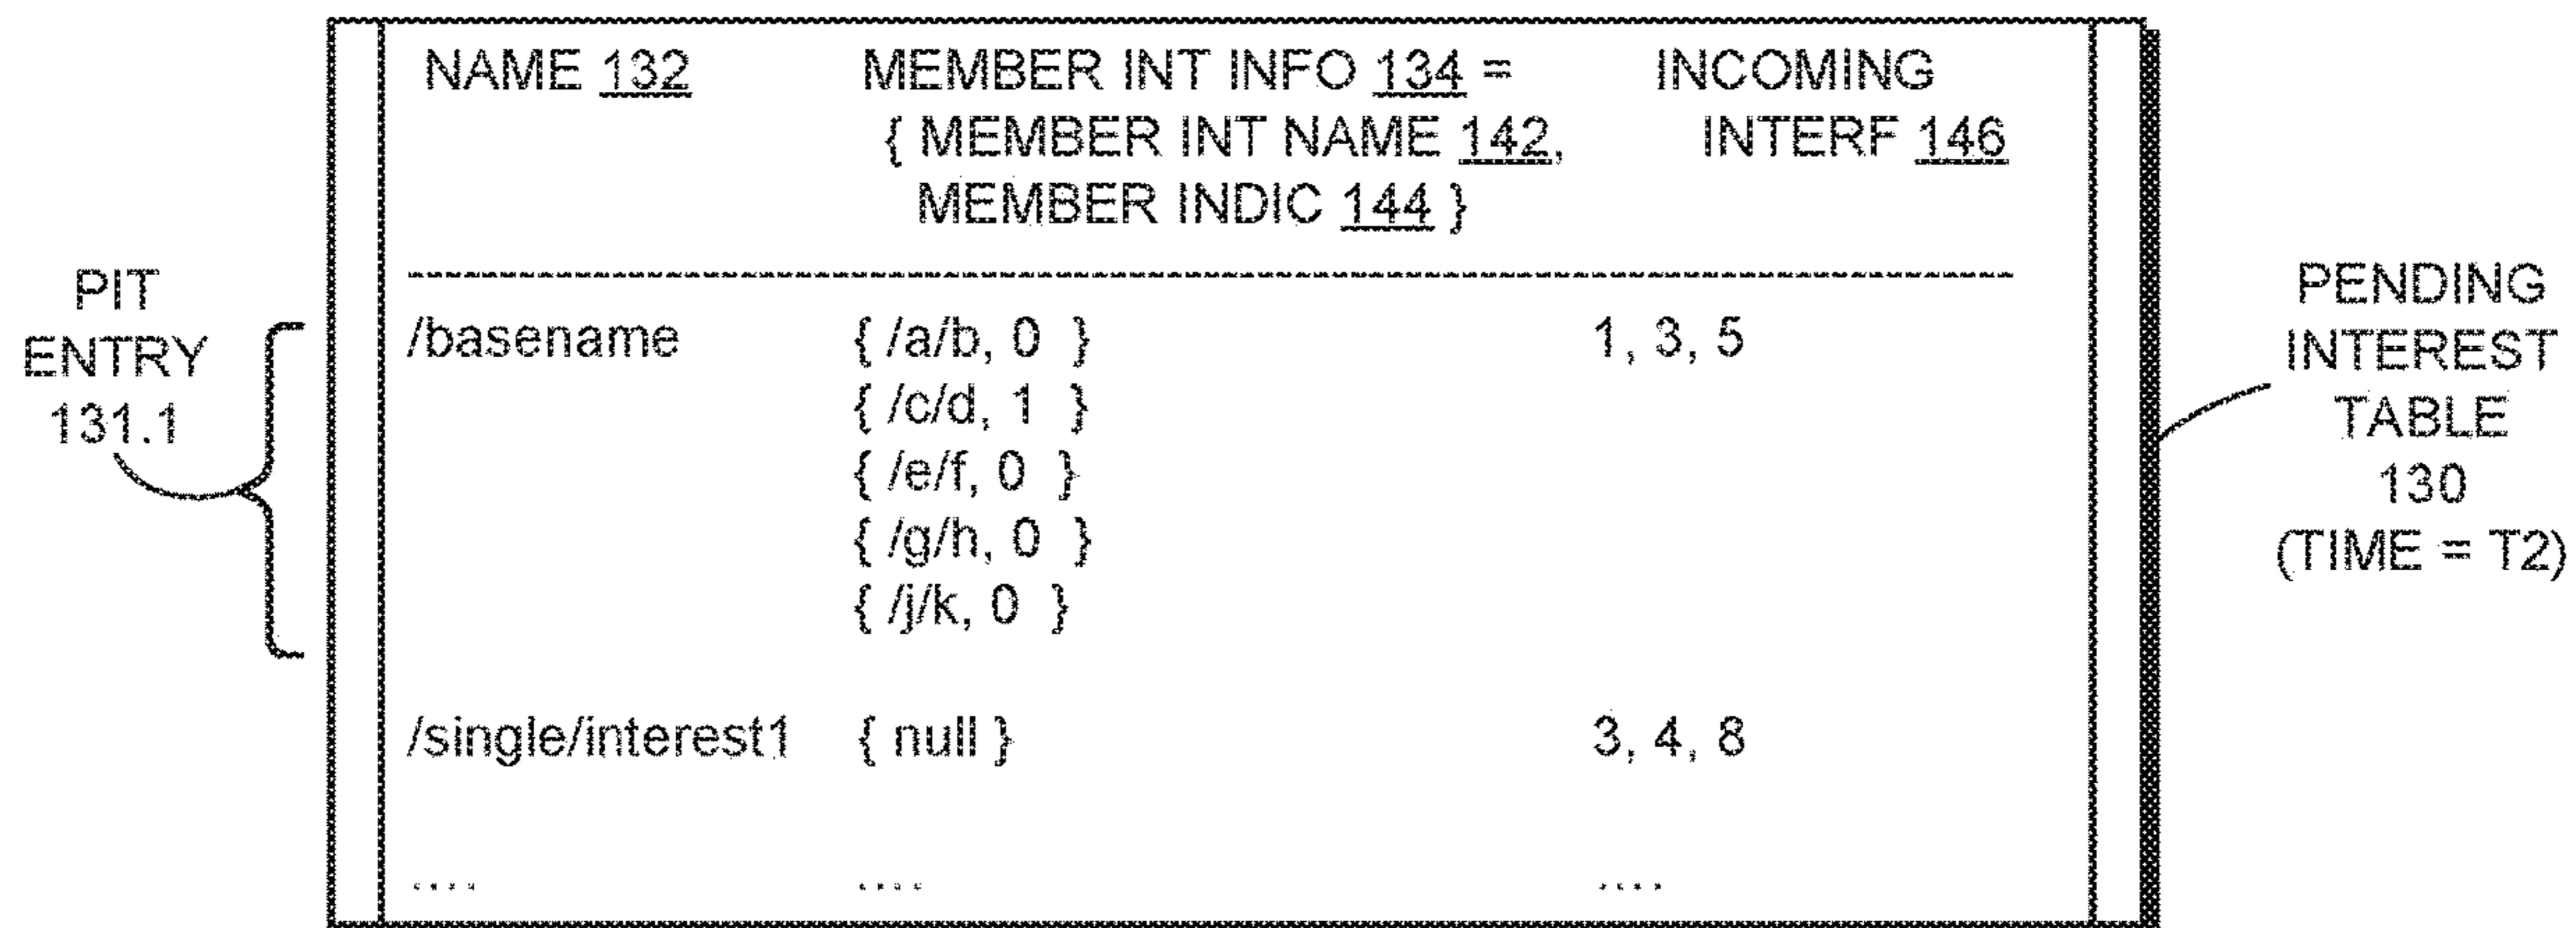 NAME 132 MEMBER INT INFO 134 = INCOMING
{ MEMBER INT NAME 142, INTERF 146
MEMBER INDIC 144 }
PIT
ENTRY
131.1
/basename { /a/b, 0 } 1, 3, 5
{ /c/d, 1 }
{ /e/f, 0 }
{ /g/h, 0 }
{ /j/k, 0 }
/single/interest1 { null } 3, 4, 8
.... .... ....
PENDING
INTEREST
TABLE
130
(TIME = T2)